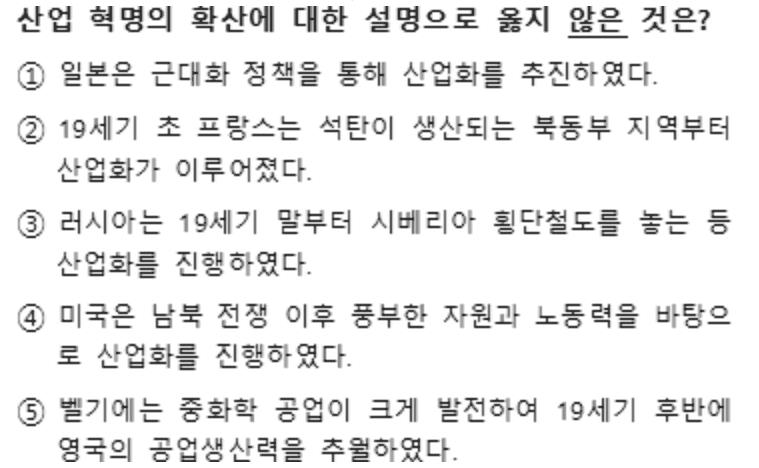 산업 혁명의 확산에 대한 설명으로 옳지 않은 것은?
① 일본은 근대화 정책을 통해 산업화를 추진하였다.
② 19세기 초 프랑스는 석탄이 생산되는 북동부 지역부터
산업화가 이루어졌다.
③ 러시아는 19세기 말부터 시베리아 횡단철도를 놓는 등
산업화를 진행하였다.
④ 미국은 남북 전쟁 이후 풍부한 자원과 노동력을 바탕으
로 산업화를 진행하였다.
⑤ 벨기에는 중화학 공업이 크게 발전하여 19세기 후반에
영국의 공업생산력을 추월하였다.